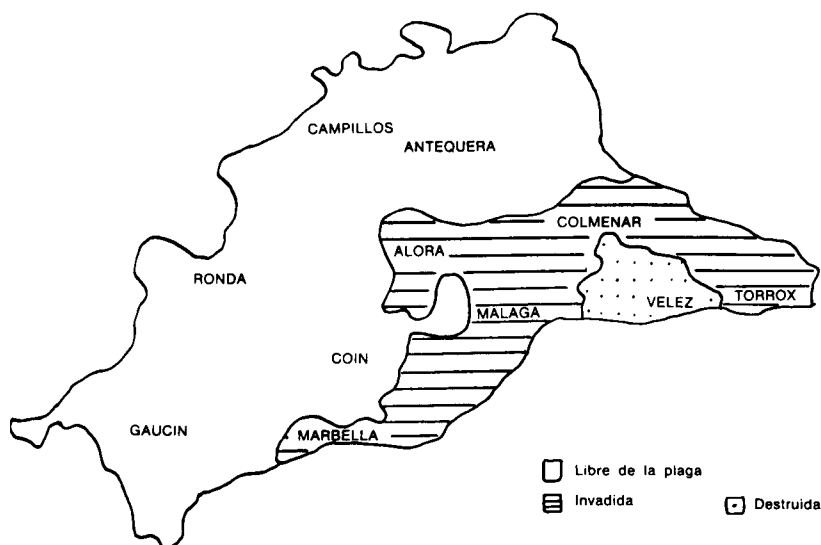 CAMPILLOS
ANTEQUERA
COLMENAR
ALORA
RONDA
VELEZ
TORROX
MALAGA
COIN
GAUCIN
MARBELLA
Libre de la plaga
Invadida
Destruida